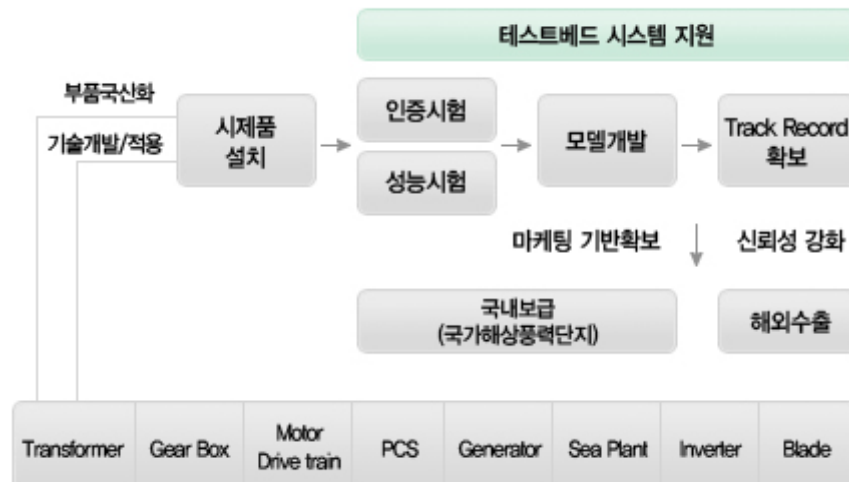 테스트베드 시스템 지원
부품국산화
기술개발/적용
시제품
설치
인증시험
성능시험
모델개발
Track Record
확보
마케팅 기반확보
신뢰성 강화
국내보급
(국가해상풍력단지)
해외수출
Transformer
Gear Box
Motor
Drive train
PCS
Generator
Sea Plant
Inverter
Blade